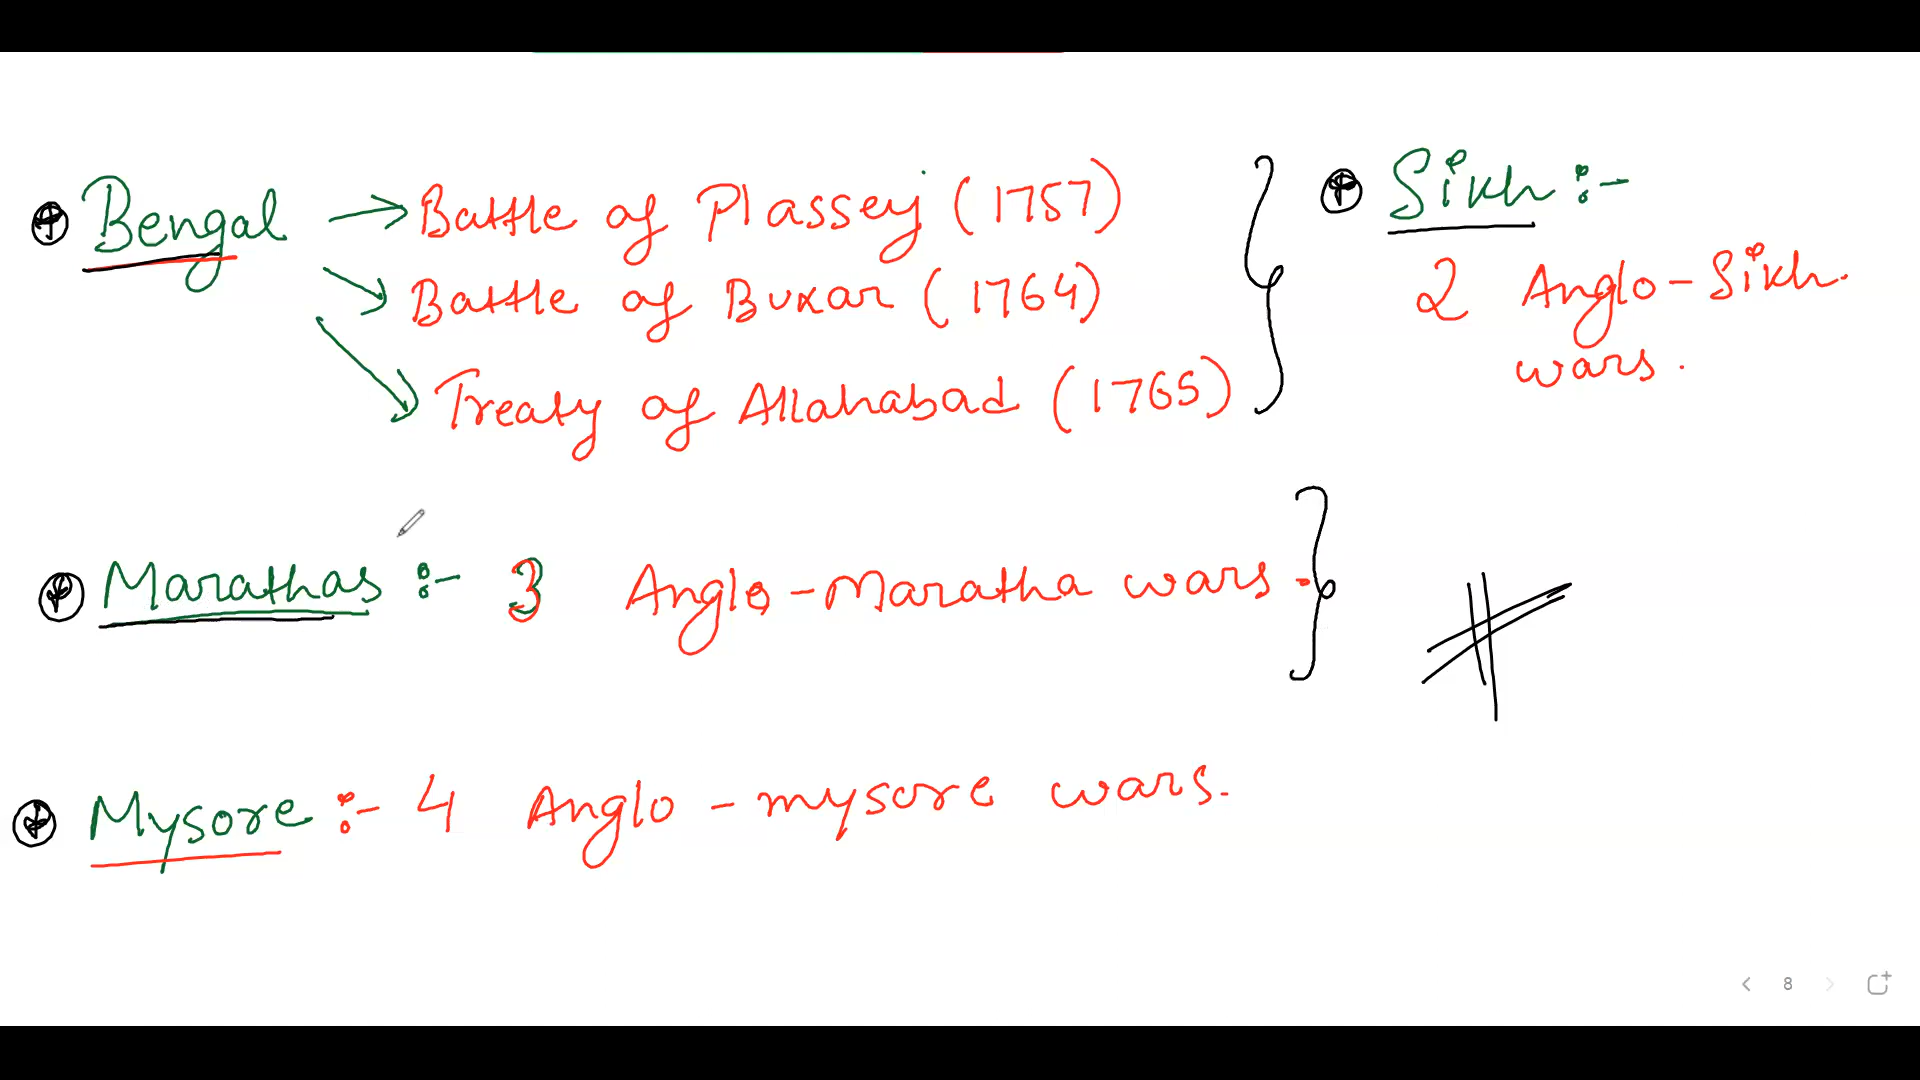 Bengal → Battle of Plassey (1757)
Battle of Buxar (1764)
Treaty of Allahabad (1765)
Marathas :- 3 Anglo-Maratha wars.
Mysore :- 4 Anglo-mysore wars.
Sikh :-
2 Anglo-Sikh.
wars.
8